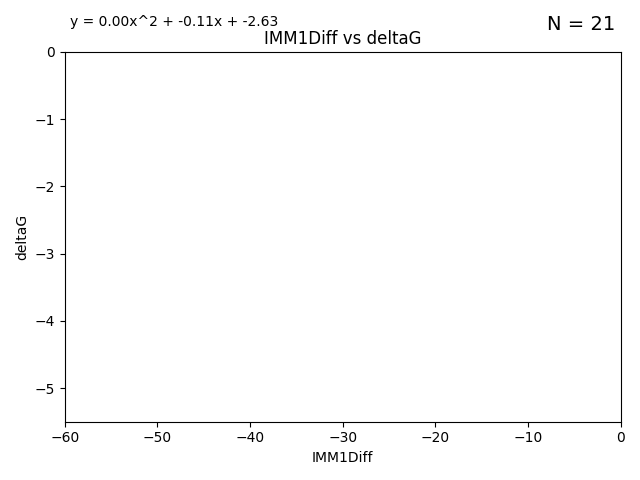 y = 0.00x^2 + -0.11x + -2.63
N = 21
IMM1Diff vs deltaG
0
−1
−2
−3
−4
−5
deltaG
−60 −50 −40 −30 −20 −10 0
IMM1Diff